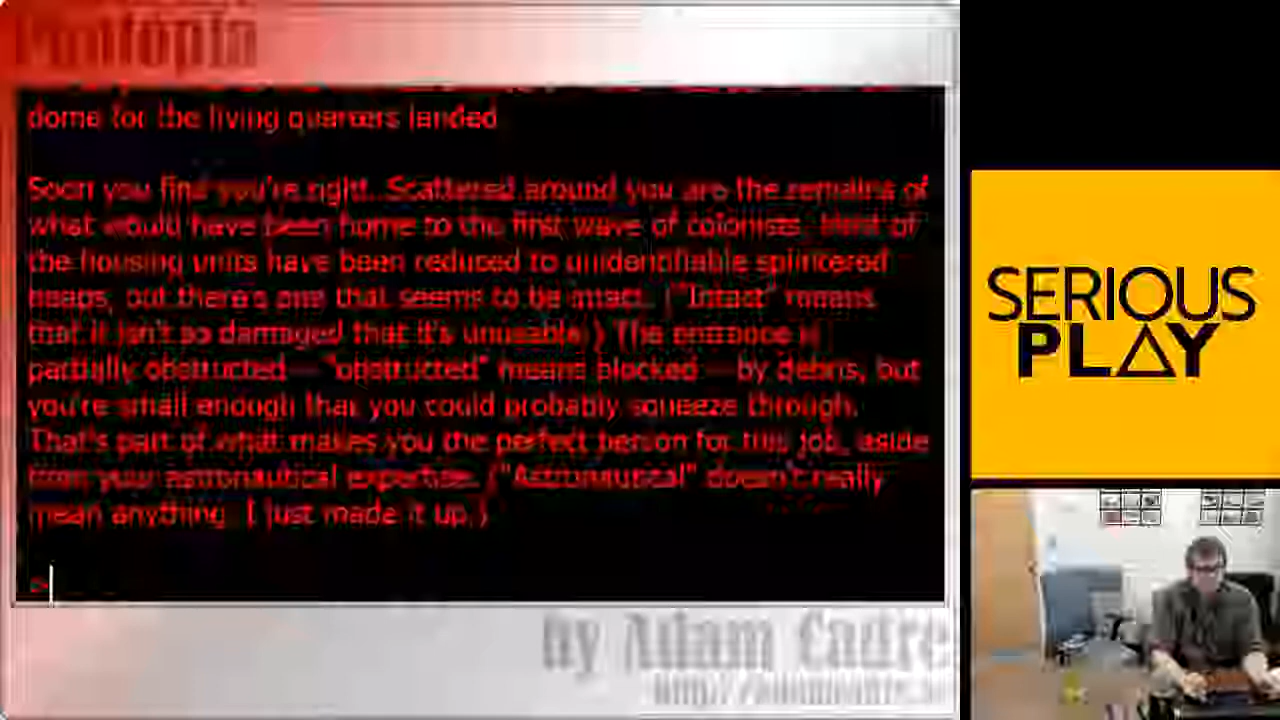 Photopia
dome for the living quarters landed
Soon you find you're right. Scattered around you are the remains of
what would have been home to the first wave of colonists. Most of
the housing units have been reduced to unidentifiable splintered
heaps, but there's one that seems to be intact. ("Intact" means
that it isn't so damaged that it's unusable.) The entrance is
partially obstructed — "obstructed" means blocked — by debris, but
you're small enough that you could probably squeeze through.
That's part of what makes you the perfect person for this job, aside
from your astronautical expertise. ("Astronautical" doesn't really
mean anything. I just made it up.)
>
by Adam Cadre
SERIOUS
PLAY